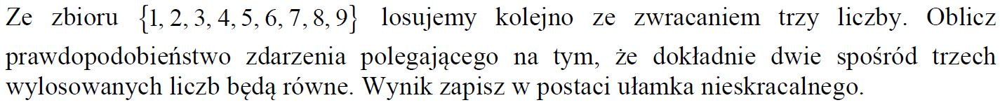 Ze zbioru {1, 2, 3, 4, 5, 6, 7, 8, 9} losujemy kolejno ze zwracaniem trzy liczby. Oblicz
prawdopodobieństwo zdarzenia polegającego na tym, że dokładnie dwie spośród trzech
wylosowanych liczb będą równe. Wynik zapisz w postaci ułamka nieskracalnego.